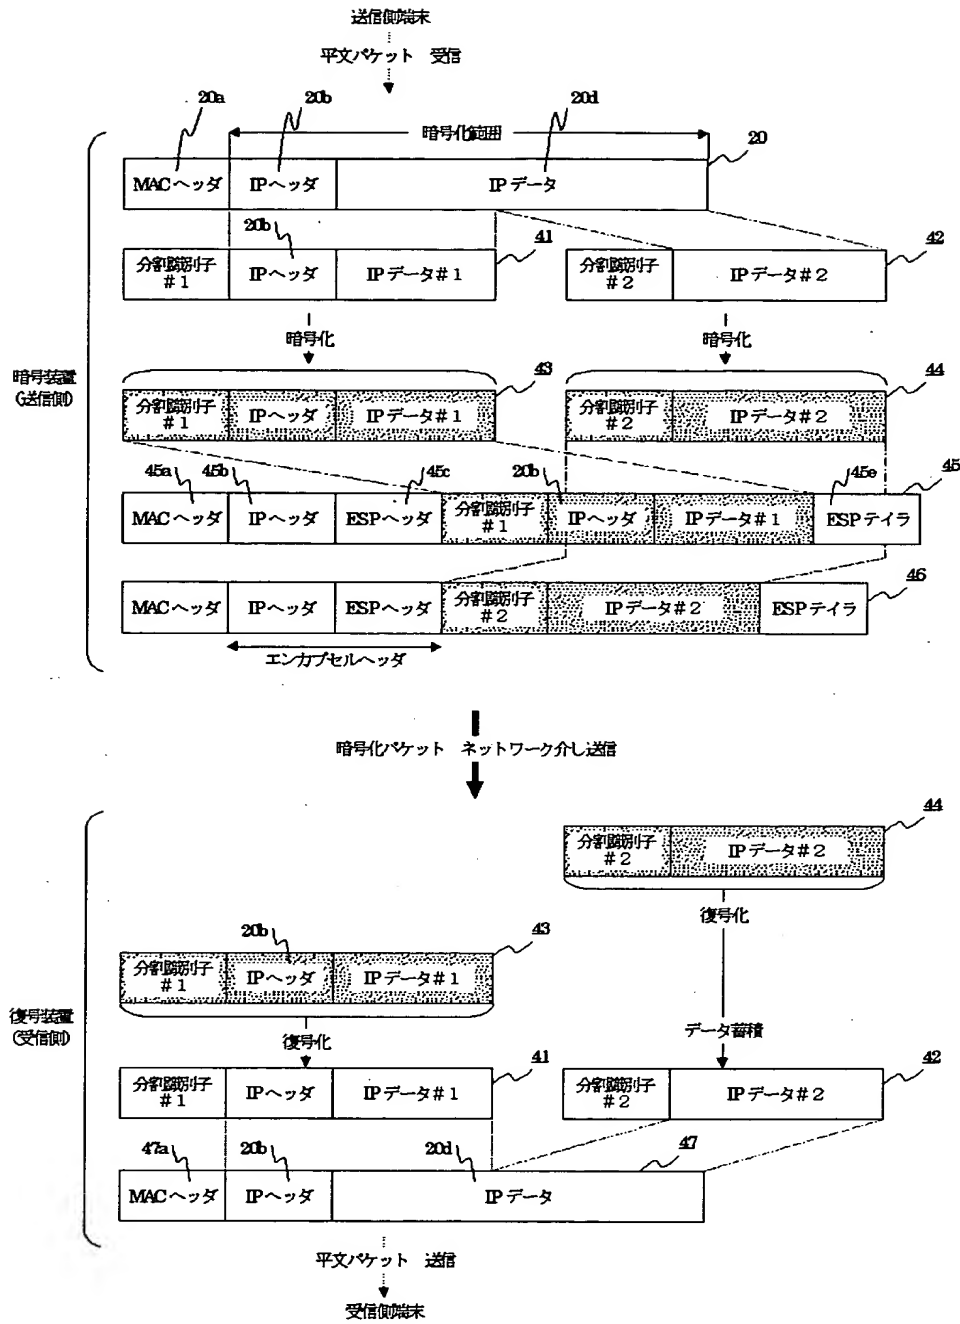 送信側端末
平文パケット 受信
20a
20b
20d
暗号化範囲
20
MACヘッダ
IPヘッダ
IPデータ
20b
41
42
分割識別子 #1
IPヘッダ
IPデータ#1
分割識別子 #2
IPデータ#2
暗号化
暗号化
暗号装置
(送信側)
43
44
分割識別子 #1
IPヘッダ
IPデータ#1
分割識別子 #2
IPデータ#2
45a
45b
45c
20b
45e
45
MACヘッダ
IPヘッダ
ESPヘッダ
分割識別子 #1
IPヘッダ
IPデータ#1
ESPテイラ
46
MACヘッダ
IPヘッダ
ESPヘッダ
分割識別子 #2
IPデータ#2
ESPテイラ
エンカプセルヘッダ
暗号化パケット ネットワーク介し送信
44
分割識別子 #2
IPデータ#2
復号化
20b
43
分割識別子 #1
IPヘッダ
IPデータ#1
復号装置
(受信側)
復号化
データ蓄積
41
42
分割識別子 #1
IPヘッダ
IPデータ#1
分割識別子 #2
IPデータ#2
47a
20b
20d
47
MACヘッダ
IPヘッダ
IPデータ
平文パケット 送信
受信側端末